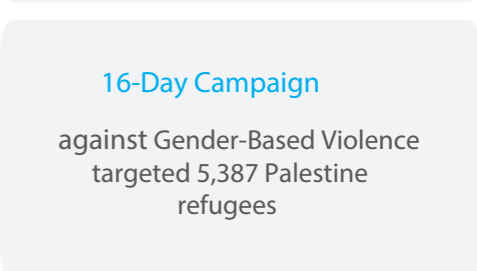 16-Day Campaign
against Gender-Based Violence
targeted 5,387 Palestine
refugees